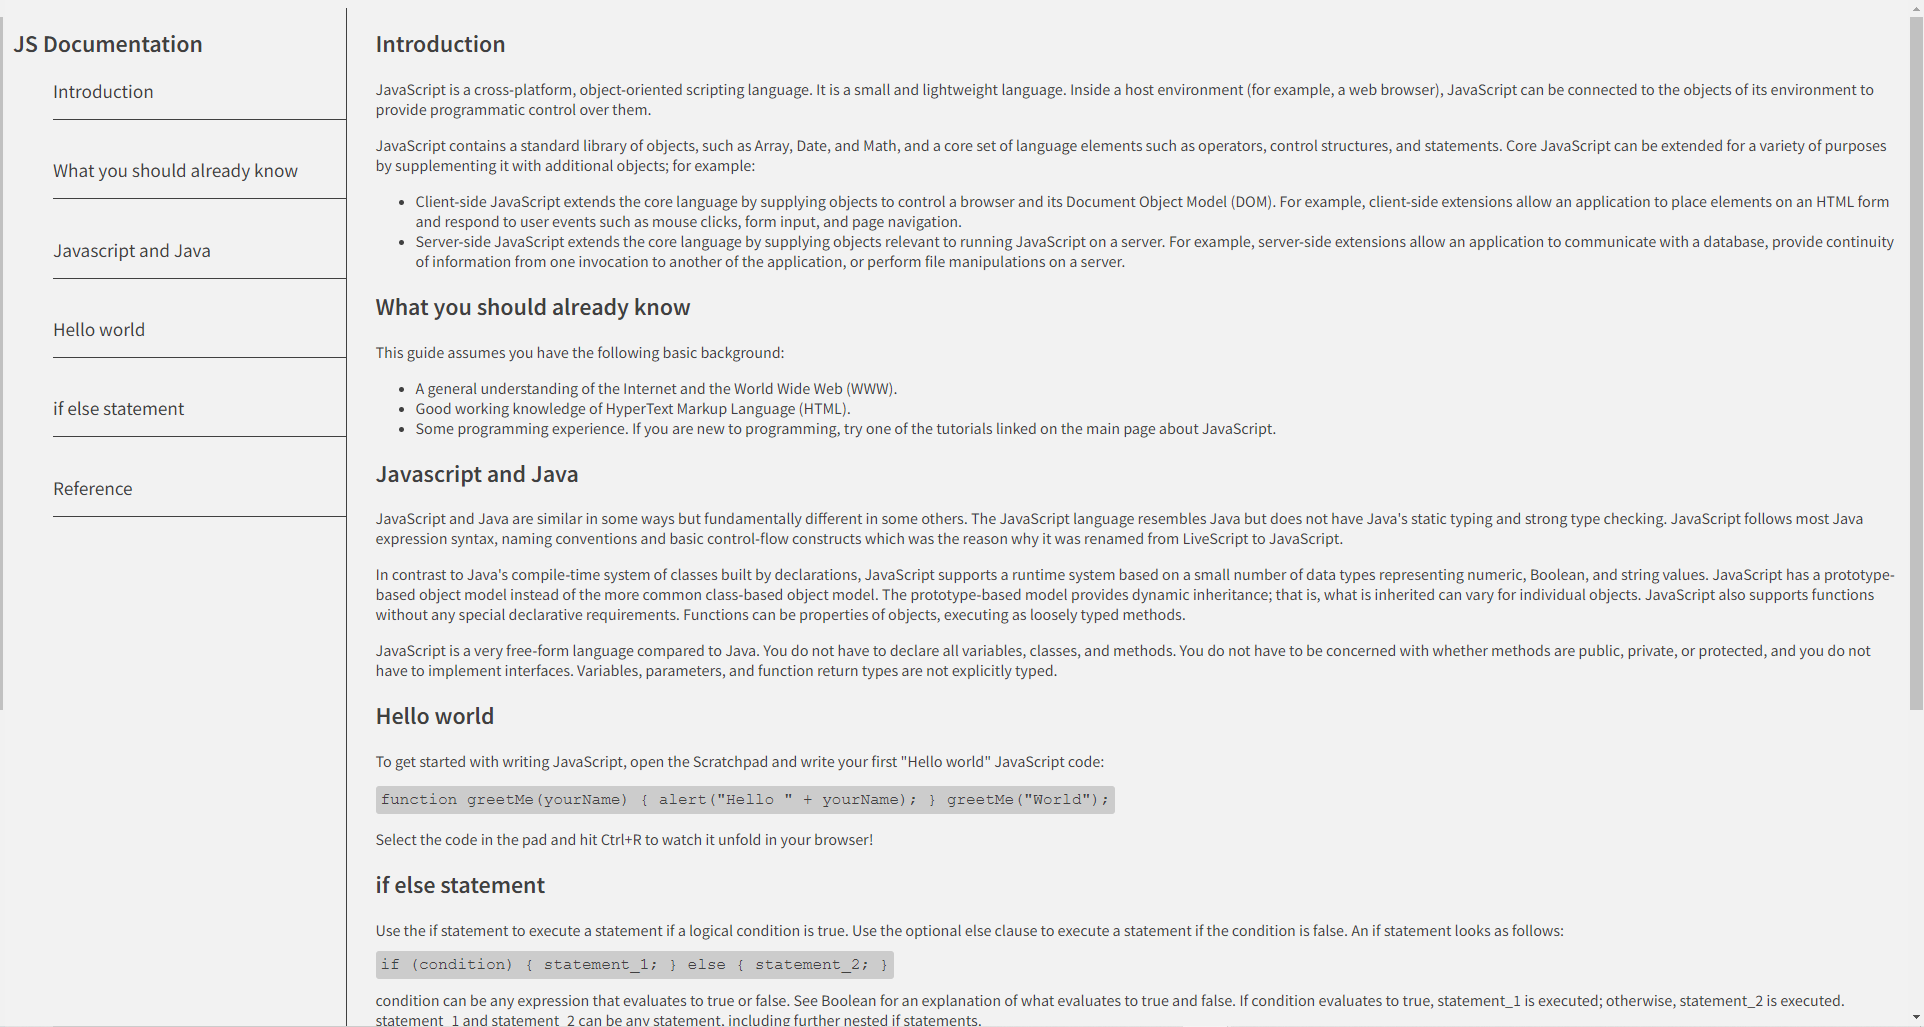 JS Documentation
Introduction
What you should already know
Javascript and Java
Hello world
if else statement
Reference
Introduction
JavaScript is a cross-platform, object-oriented scripting language. It is a small and lightweight language. Inside a host environment (for example, a web browser), JavaScript can be connected to the objects of its environment to
provide programmatic control over them.
JavaScript contains a standard library of objects, such as Array, Date, and Math, and a core set of language elements such as operators, control structures, and statements. Core JavaScript can be extended for a variety of purposes
by supplementing it with additional objects; for example:
• Client-side JavaScript extends the core language by supplying objects to control a browser and its Document Object Model (DOM). For example, client-side extensions allow an application to place elements on an HTML form
and respond to user events such as mouse clicks, form input, and page navigation.
• Server-side JavaScript extends the core language by supplying objects relevant to running JavaScript on a server. For example, server-side extensions allow an application to communicate with a database, provide continuity
of information from one invocation to another of the application, or perform file manipulations on a server.
What you should already know
This guide assumes you have the following basic background:
• A general understanding of the Internet and the World Wide Web (WWW).
• Good working knowledge of HyperText Markup Language (HTML).
• Some programming experience. If you are new to programming, try one of the tutorials linked on the main page about JavaScript.
Javascript and Java
JavaScript and Java are similar in some ways but fundamentally different in some others. The JavaScript language resembles Java but does not have Java's static typing and strong type checking. JavaScript follows most Java
expression syntax, naming conventions and basic control-flow constructs which was the reason why it was renamed from LiveScript to JavaScript.
In contrast to Java's compile-time system of classes built by declarations, JavaScript supports a runtime system based on a small number of data types representing numeric, Boolean, and string values. JavaScript has a prototype-
based object model instead of the more common class-based object model. The prototype-based model provides dynamic inheritance; that is, what is inherited can vary for individual objects. JavaScript also supports functions
without any special declarative requirements. Functions can be properties of objects, executing as loosely typed methods.
JavaScript is a very free-form language compared to Java. You do not have to declare all variables, classes, and methods. You do not have to be concerned with whether methods are public, private, or protected, and you do not
have to implement interfaces. Variables, parameters, and function return types are not explicitly typed.
Hello world
To get started with writing JavaScript, open the Scratchpad and write your first "Hello world" JavaScript code:
function greetMe(yourName) { alert("Hello " + yourName); } greetMe("World");
Select the code in the pad and hit Ctrl+R to watch it unfold in your browser!
if else statement
Use the if statement to execute a statement if a logical condition is true. Use the optional else clause to execute a statement if the condition is false. An if statement looks as follows:
if (condition) { statement_1; } else { statement_2; }
condition can be any expression that evaluates to true or false. See Boolean for an explanation of what evaluates to true and false. If condition evaluates to true, statement_1 is executed; otherwise, statement_2 is executed.
statement_1 and statement_2 can be any statement, including further nested if statements.